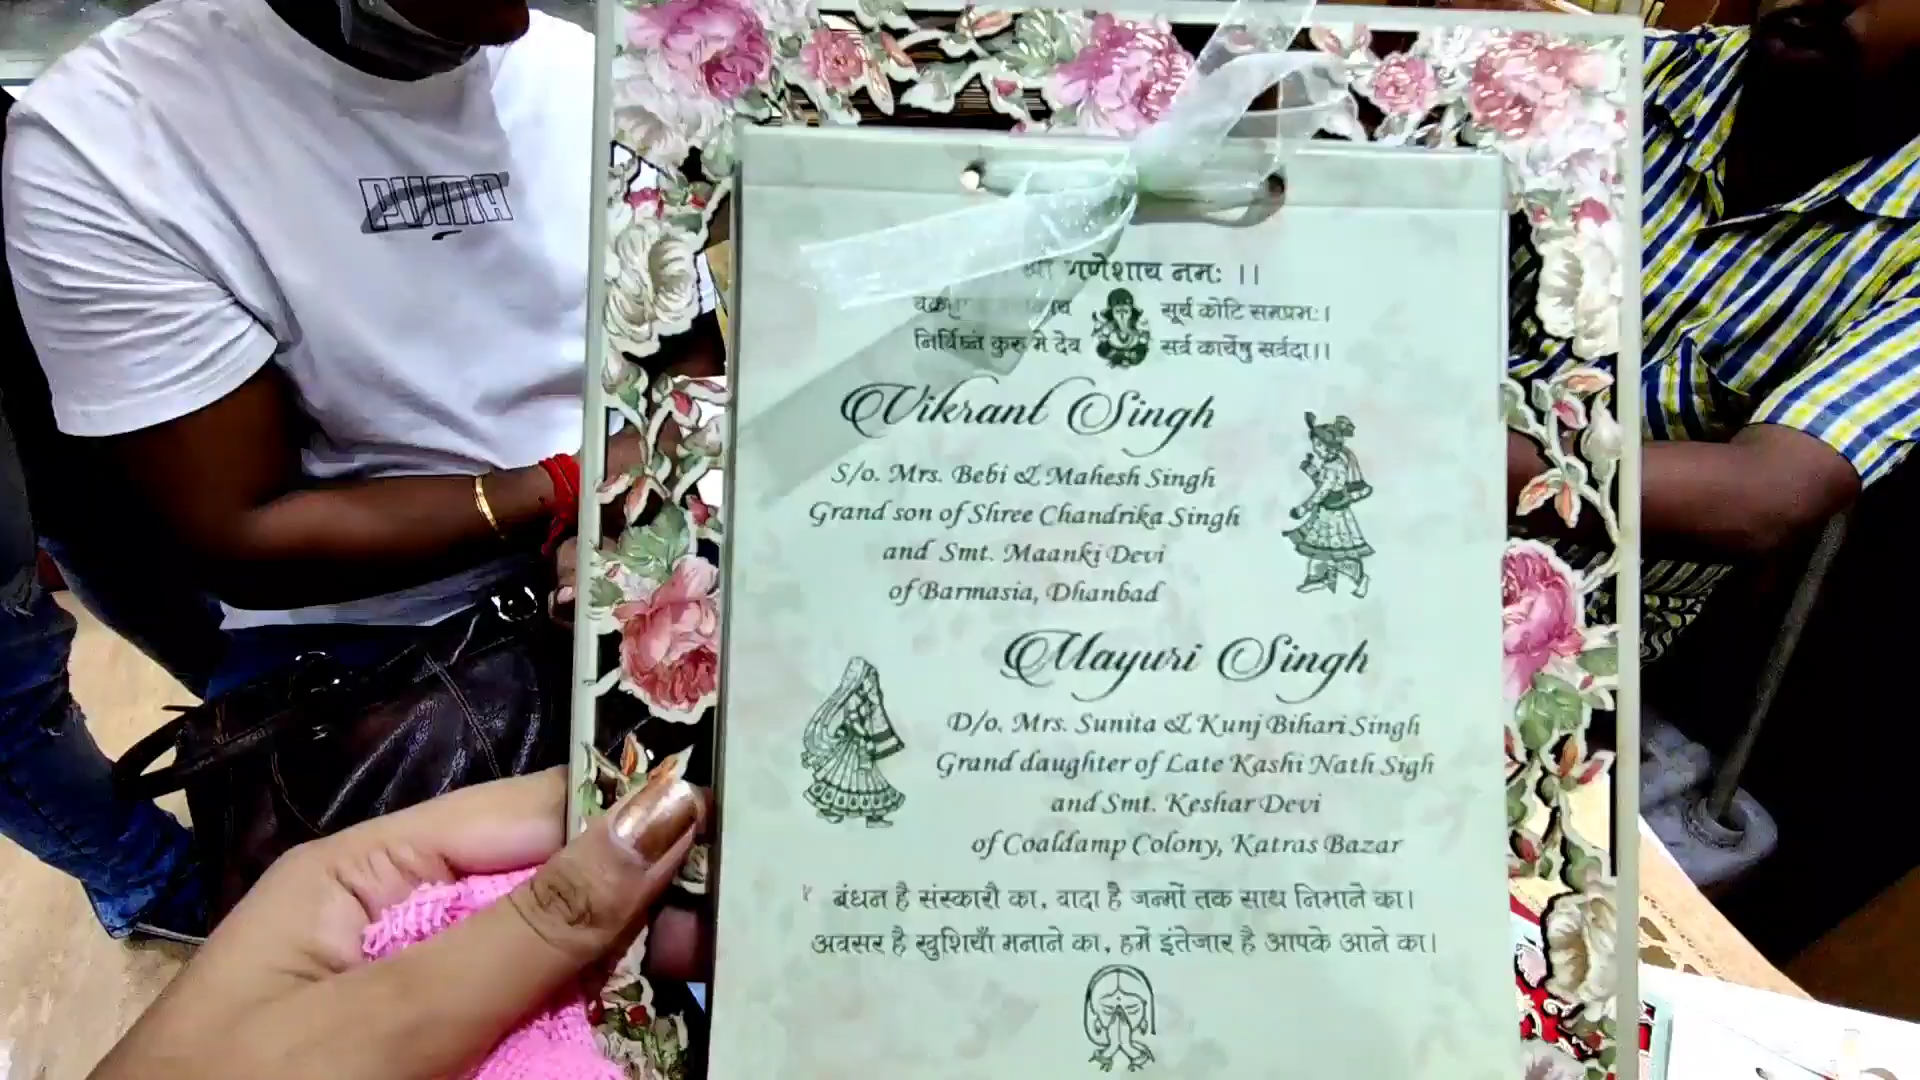 PUMA
गणेशाय नमः ।।
सूर्य कोटि समप्रभः।
निर्विघ्नं कुरु मे देव सर्व कार्येषु सर्वदा।।
Vikrant Singh
S/o. Mrs. Bebi & Mahesh Singh
Grand son of Shree Chandrika Singh
and Smt. Maanki Devi
of Barmasia, Dhanbad
Mayuri Singh
D/o. Mrs. Sunita & Kunj Bihari Singh
Grand daughter of Late Kashi Nath Sigh
and Smt. Keshar Devi
of Coaldamp Colony, Katras Bazar
बंधन है संस्कारौ का, वादा है जन्मों तक साथ निभाने का।
अवसर है खुशियाँ मनाने का, हमें इंतेजार है आपके आने का।